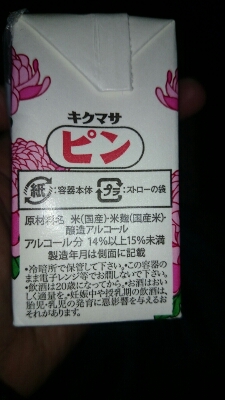 キクマサ
ピン
紙 :容器本体 プラ :ストローの袋
原材料名 米(国産)・米麹(国産米)・
醸造アルコール
アルコール分 14%以上15%未満
製造年月は側面に記載
・冷暗所で保管して下さい。・この容器の
まま電子レンジ等でお燗しないで下さい。
・飲酒は20歳になってから。・お酒はおい
しく適量を。・妊娠中や授乳期の飲酒は、
胎児・乳児の発育に悪影響を与えるおそ
それがあります。